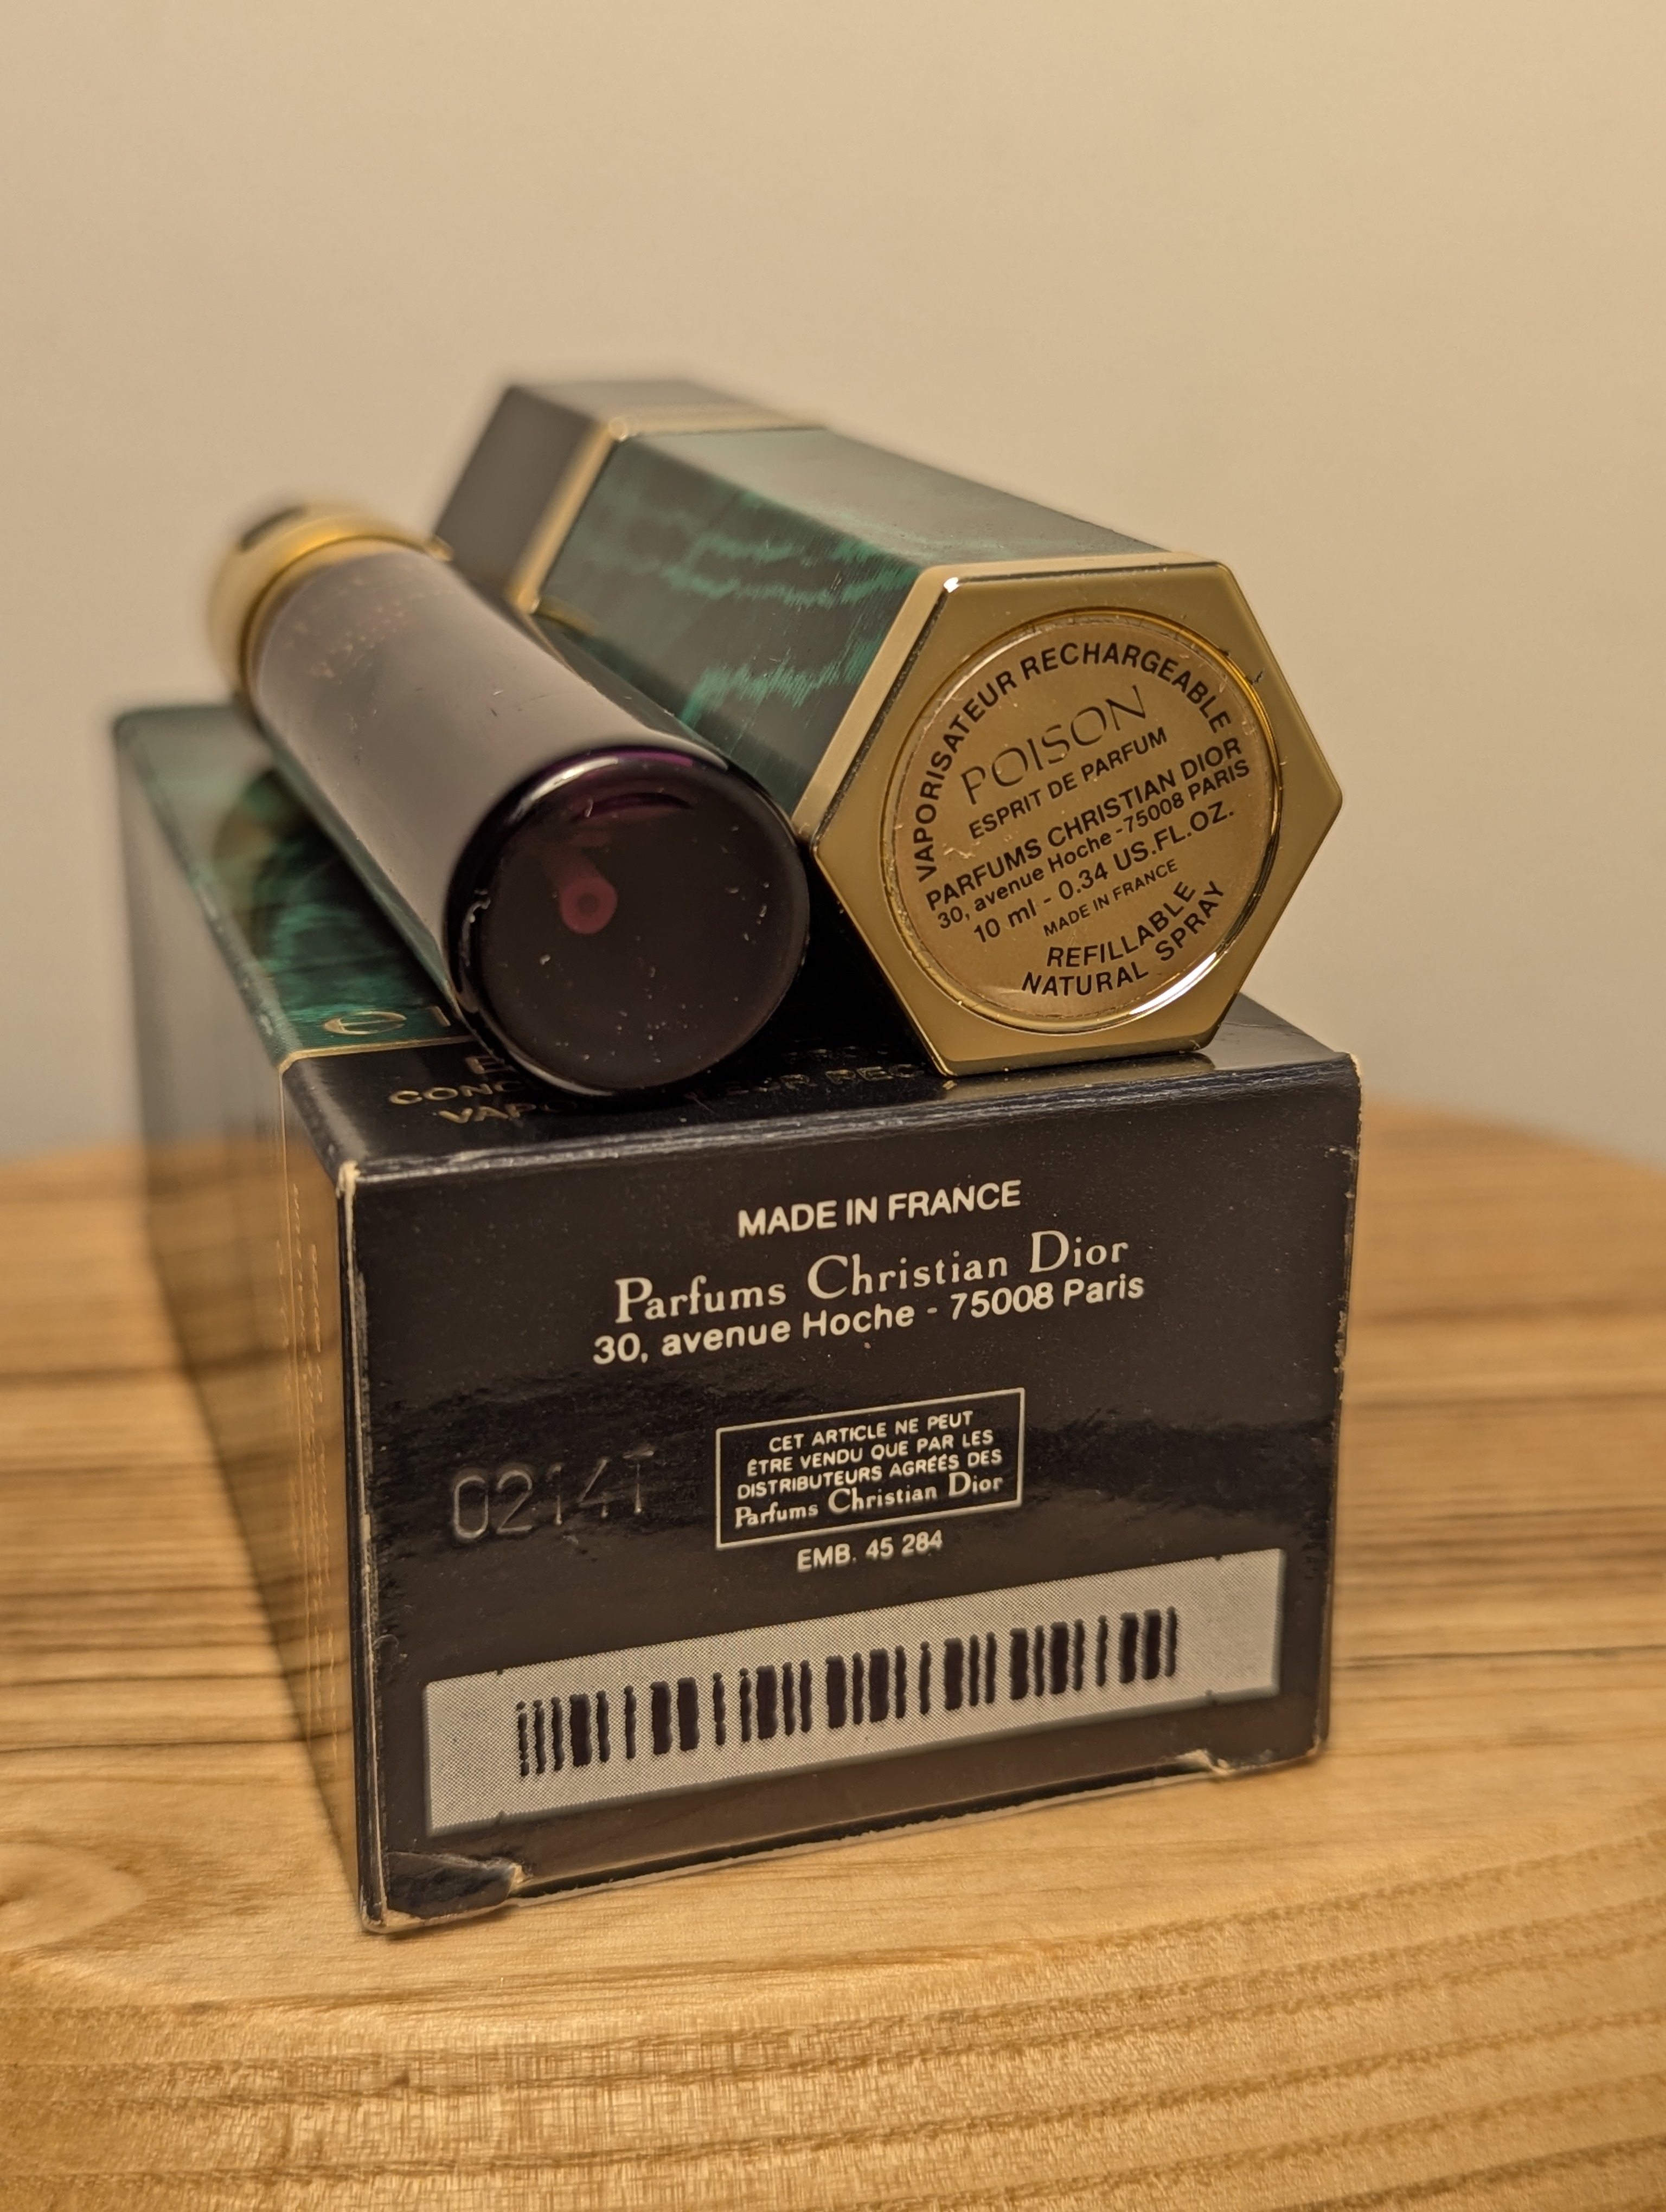 VAPORISATEUR RECHARGEABLE
POISON
ESPRIT DE PARFUM
PARFUMS CHRISTIAN DIOR
30, avenue Hoche -75008 PARIS
10 ml - 0.34 US.FL.OZ.
MADE IN FRANCE
REFILLABLE
NATURAL SPRAY
MADE IN FRANCE
Parfums Christian Dior
30, avenue Hoche - 75008 Paris
0214T
CET ARTICLE NE PEUT
ÊTRE VENDU QUE PAR LES
DISTRIBUTEURS AGRÉÉS DES
Parfums Christian Dior
EMB. 45 284